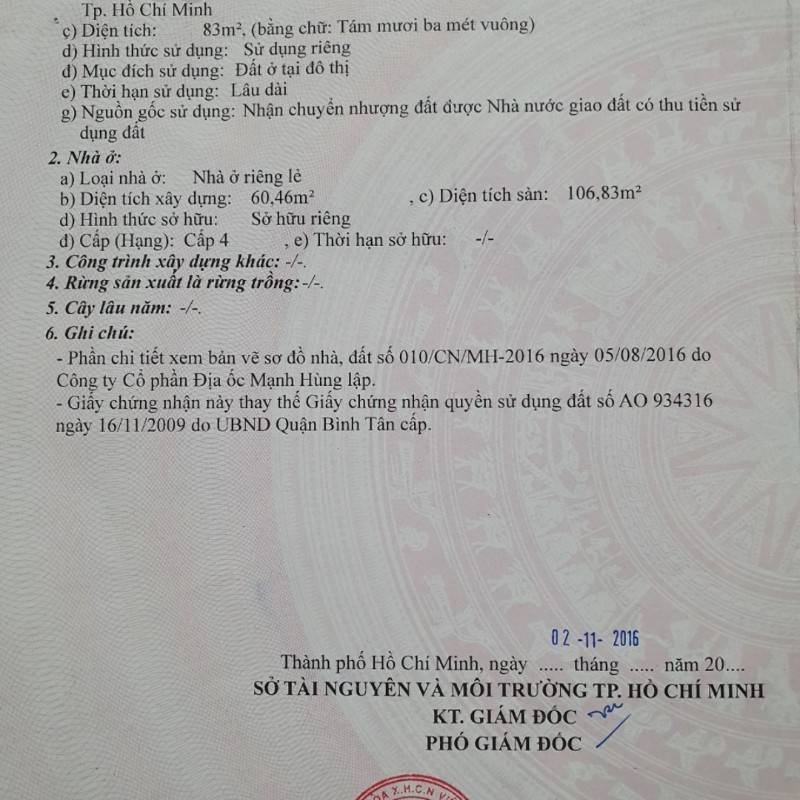 Tp. Hồ Chí Minh
c) Diện tích: 83m², (bằng chữ: Tám mươi ba mét vuông)
d) Hình thức sử dụng: Sử dụng riêng
đ) Mục đích sử dụng: Đất ở tại đô thị
e) Thời hạn sử dụng: Lâu dài
g) Nguồn gốc sử dụng: Nhận chuyển nhượng đất được Nhà nước giao đất có thu tiền sử
dụng đất
2. Nhà ở:
a) Loại nhà ở: Nhà ở riêng lẻ
b) Diện tích xây dựng: 60,46m² , c) Diện tích sàn: 106,83m²
d) Hình thức sở hữu: Sở hữu riêng
đ) Cấp (Hạng): Cấp 4 , e) Thời hạn sở hữu: -/-
3. Công trình xây dựng khác: -/-.
4. Rừng sản xuất là rừng trồng: -/-.
5. Cây lâu năm: -/-.
6. Ghi chú:
- Phần chi tiết xem bản vẽ sơ đồ nhà, đất số 010/CN/MH-2016 ngày 05/08/2016 do
Công ty Cổ phần Địa ốc Mạnh Hùng lập.
- Giấy chứng nhận này thay thế Giấy chứng nhận quyền sử dụng đất số AO 934316
ngày 16/11/2009 do UBND Quận Bình Tân cấp.
02 -11- 2016
Thành phố Hồ Chí Minh, ngày ..... tháng ..... năm 20....
SỞ TÀI NGUYÊN VÀ MÔI TRƯỜNG TP. HỒ CHÍ MINH
KT. GIÁM ĐỐC
PHÓ GIÁM ĐỐC
X.H.C.N